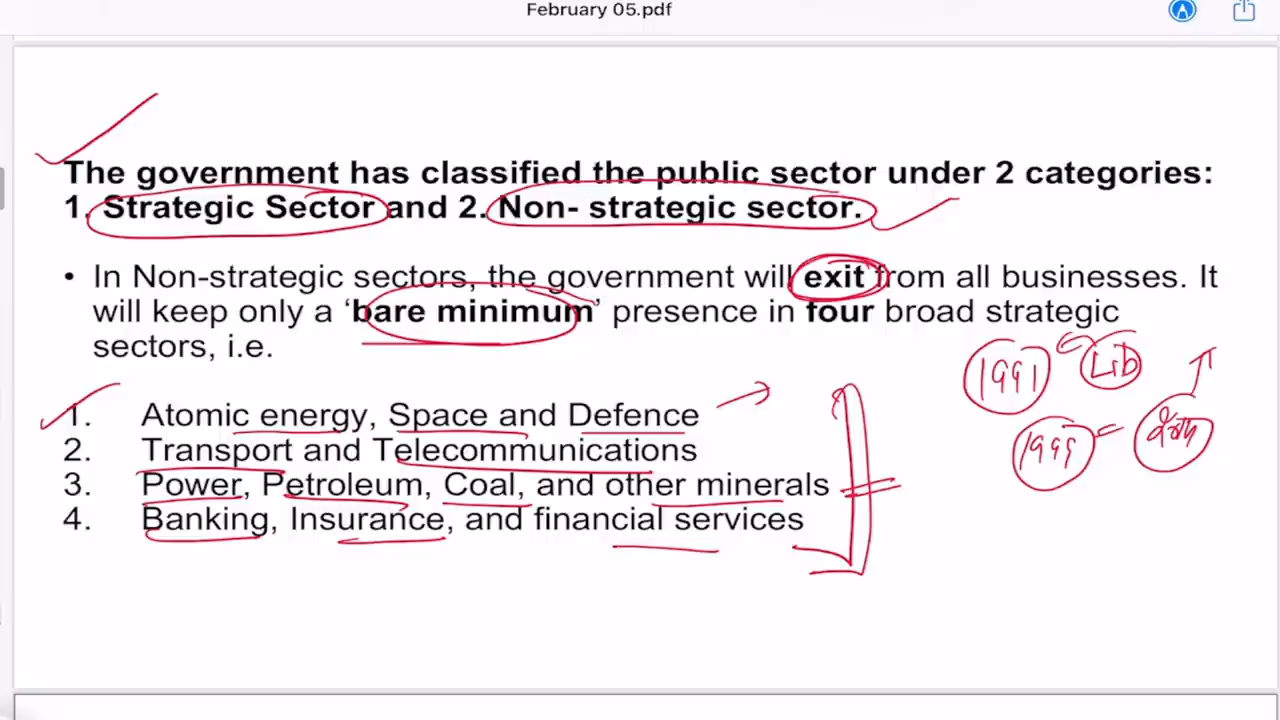 February 05.pdf
The government has classified the public sector under 2 categories:
1. Strategic Sector and 2. Non- strategic sector.
• In Non-strategic sectors, the government will exit from all businesses. It
will keep only a ‘bare minimum’ presence in four broad strategic
sectors, i.e.
1991 Lib
1. Atomic energy, Space and Defence
1999
2. Transport and Telecommunications
3. Power, Petroleum, Coal, and other minerals
4. Banking, Insurance, and financial services